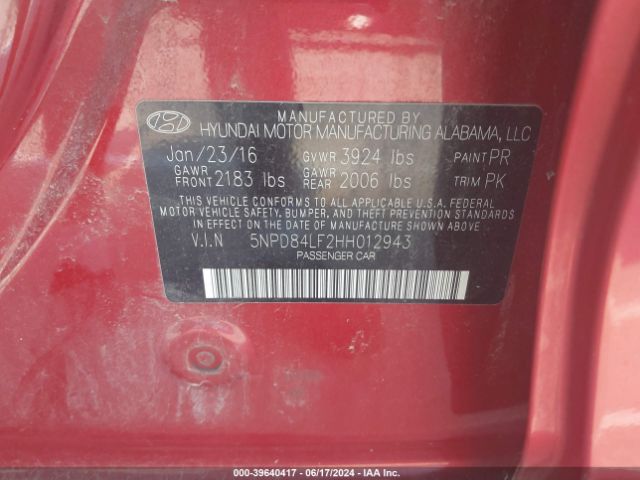 MANUFACTURED BY
HYUNDAI MOTOR MANUFACTURING ALABAMA, LLC
Jan/23/16 GVWR 3924 lbs PAINT PR
GAWR FRONT 2183 lbs GAWR REAR 2006 lbs TRIM PK
THIS VEHICLE CONFORMS TO ALL APPLICABLE U.S.A. FEDERAL
MOTOR VEHICLE SAFETY, BUMPER, AND THEFT PREVENTION STANDARDS
IN EFFECT ON THE DATE OF MANUFACTURE SHOWN ABOVE.
V.I.N 5NPD84LF2HH012943
PASSENGER CAR
000-39640417 - 06/17/2024 - IAA Inc.